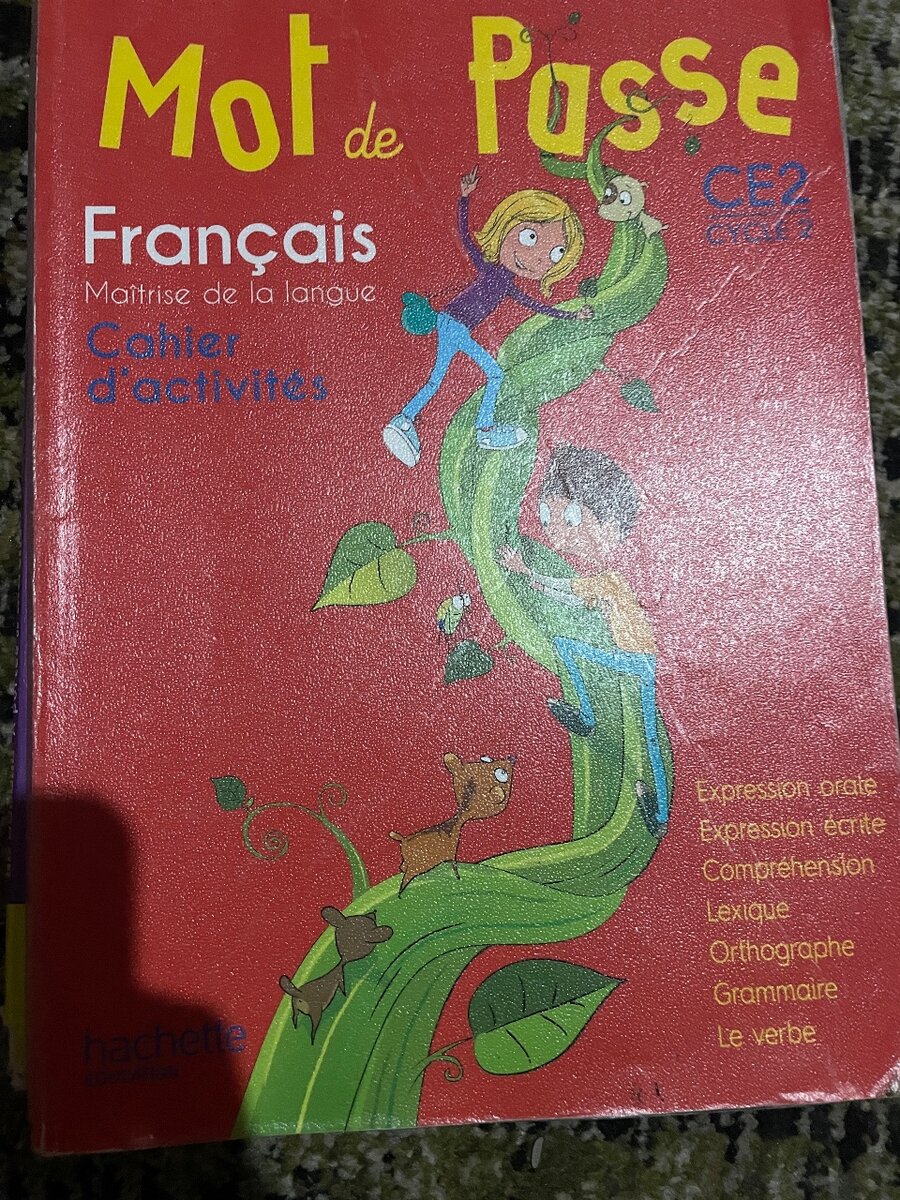 Mot de Passe
CE2
CYCLE 2
Français
Maîtrise de la langue
Cahier
d'activités
Expression orale
Expression écrite
Compréhension
Lexique
Orthographe
Grammaire
Le verbe
hachette
ÉDUCATION